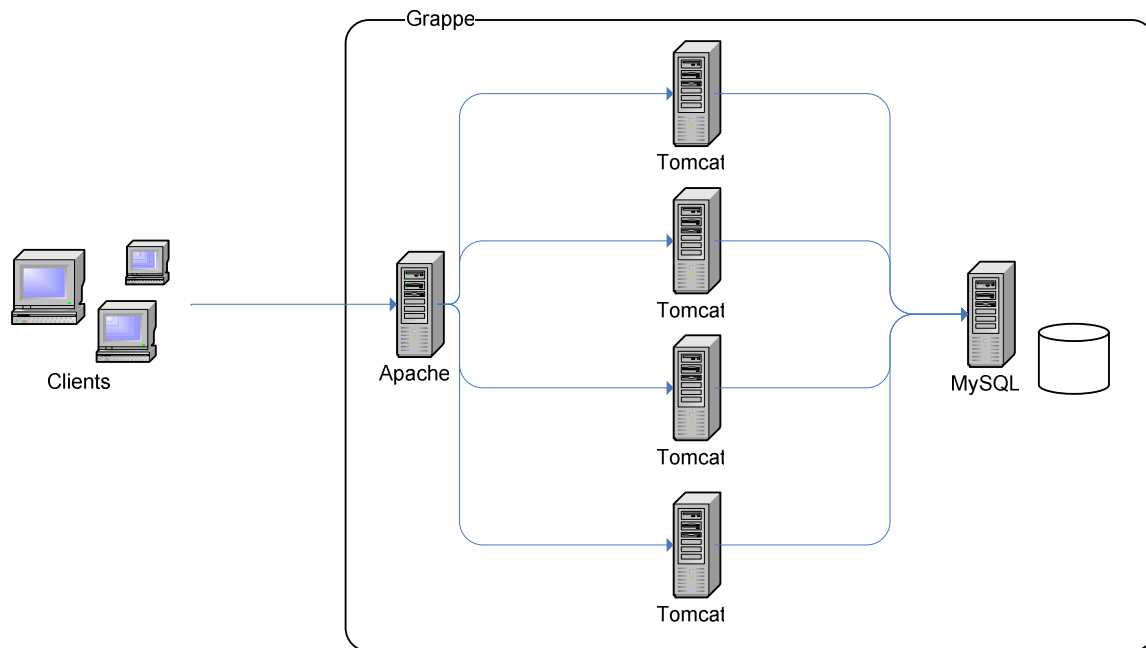 Grappe
Tomcat
Tomcat
Clients
Apache
MySQL
Tomcat
Tomcat